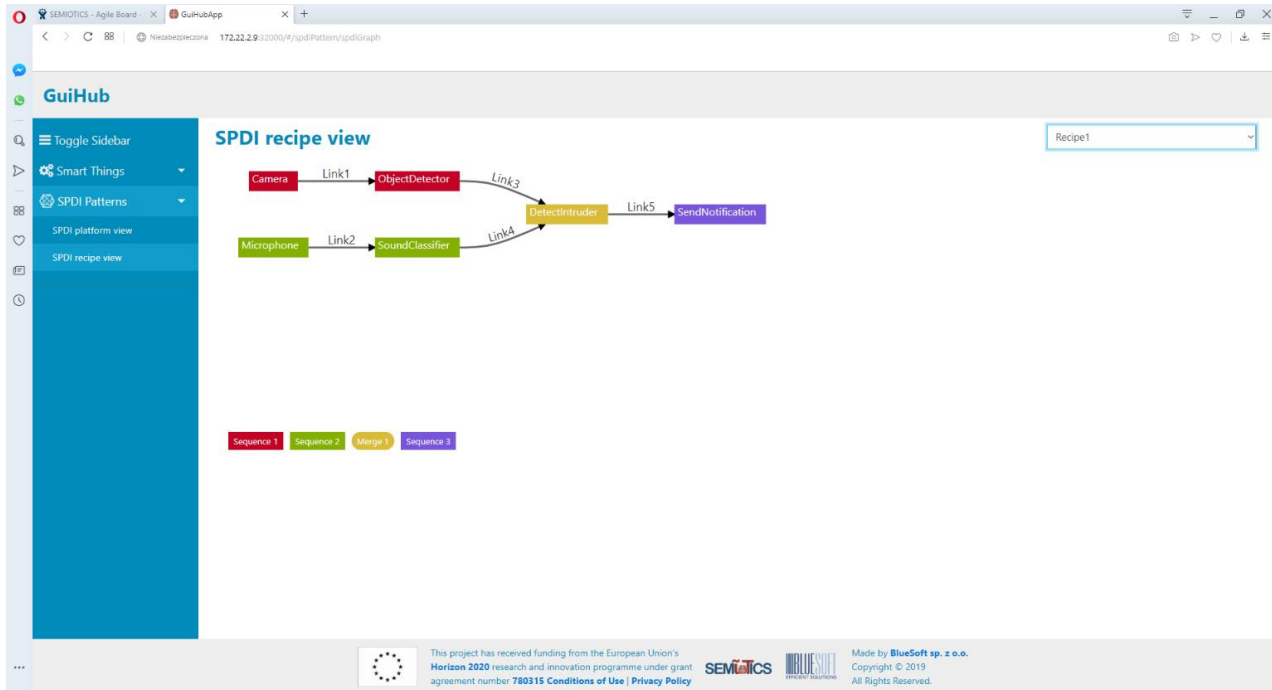 SEMIOTICS - Agile Board -
GuiHubApp
Niezabezpieczona 172.22.2.9:32000/#/spdiPattern/spdiGraph
GuiHub
Toggle Sidebar
Smart Things
SPDI Patterns
SPDI platform view
SPDI recipe view
SPDI recipe view
Recipe1
Camera
Link1
ObjectDetector
Link3
DetectIntruder
Link5
SendNotification
Microphone
Link2
SoundClassifier
Link4
Sequence 1
Sequence 2
Merge 1
Sequence 3
This project has received funding from the European Union's
Horizon 2020 research and innovation programme under grant
agreement number 780315 Conditions of Use | Privacy Policy
SEMIoTICS
BLUESOFT
EFFICIENT SOLUTIONS
Made by BlueSoft sp. z o.o.
Copyright © 2019
All Rights Reserved.